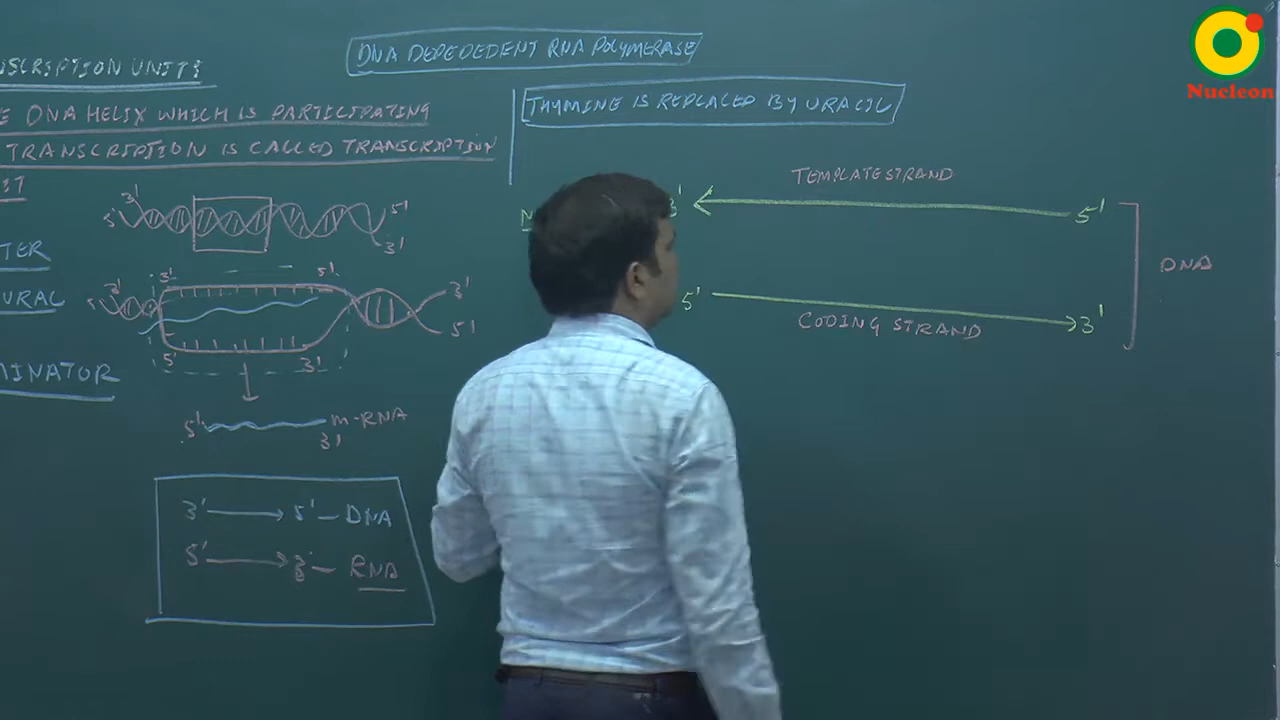 DNA DEPEDEDENT RNA POLYMERASE
NSCRIPTION UNIT:
E DNA HELIX WHICH IS PARTICIPATING
TRANSCRIPTION IS CALLED TRANSCRIPTION
IT
THYMINE IS REPLACED BY URACIL
TEMPLATE STRAND
3' 5'
5' 3'
CODING STRAND
DNA
3' 5'
5' 3'
TER
URAL
MINATOR
3' 5' 3'
5'
5' 3'
5' m-RNA
3'
3' → 5' – DNA
5' → 3' – RNA
Nucleon